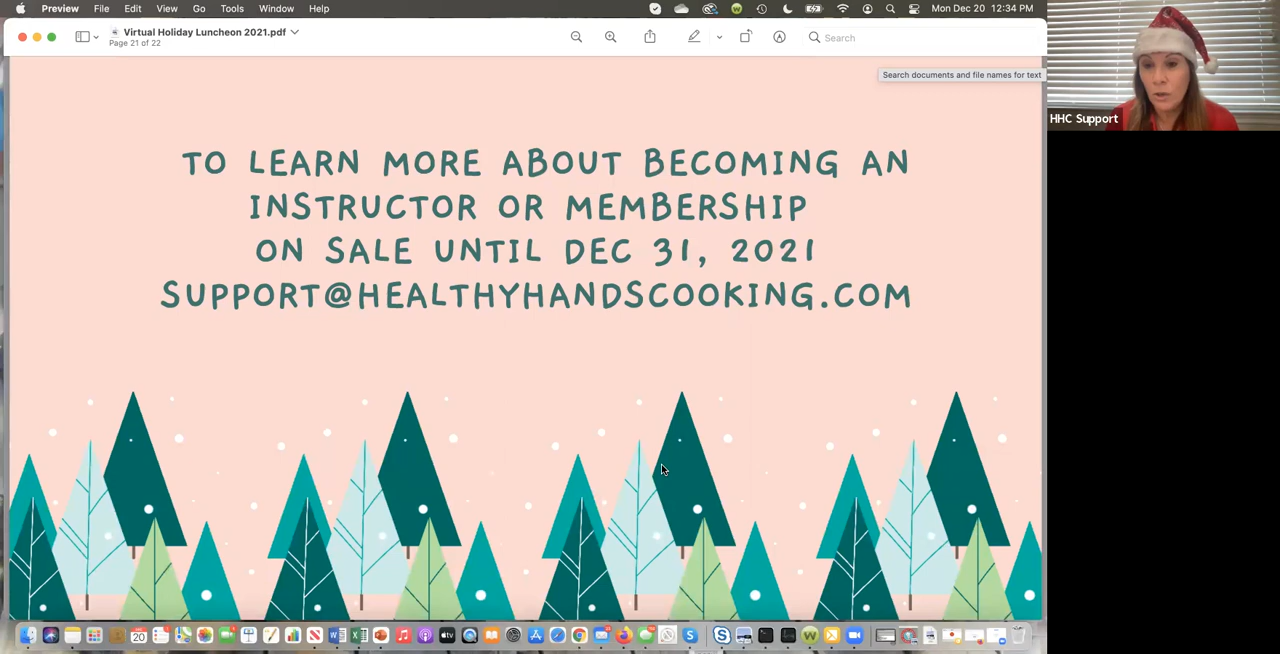 Preview File Edit View Go Tools Window Help Mon Dec 20 12:34 PM
Virtual Holiday Luncheon 2021.pdf
Page 21 of 22
Search
Search documents and file names for text
HHC Support
TO LEARN MORE ABOUT BECOMING AN
INSTRUCTOR OR MEMBERSHIP
ON SALE UNTIL DEC 31, 2021
SUPPORT@HEALTHYHANDSCOOKING.COM